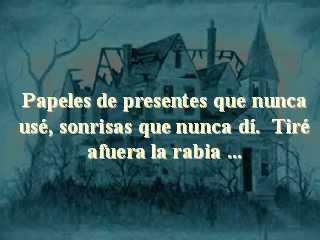 Papeles de presentes que nunca
usé, sonrisas que nunca dí.  Tiré
afuera la rabia ...